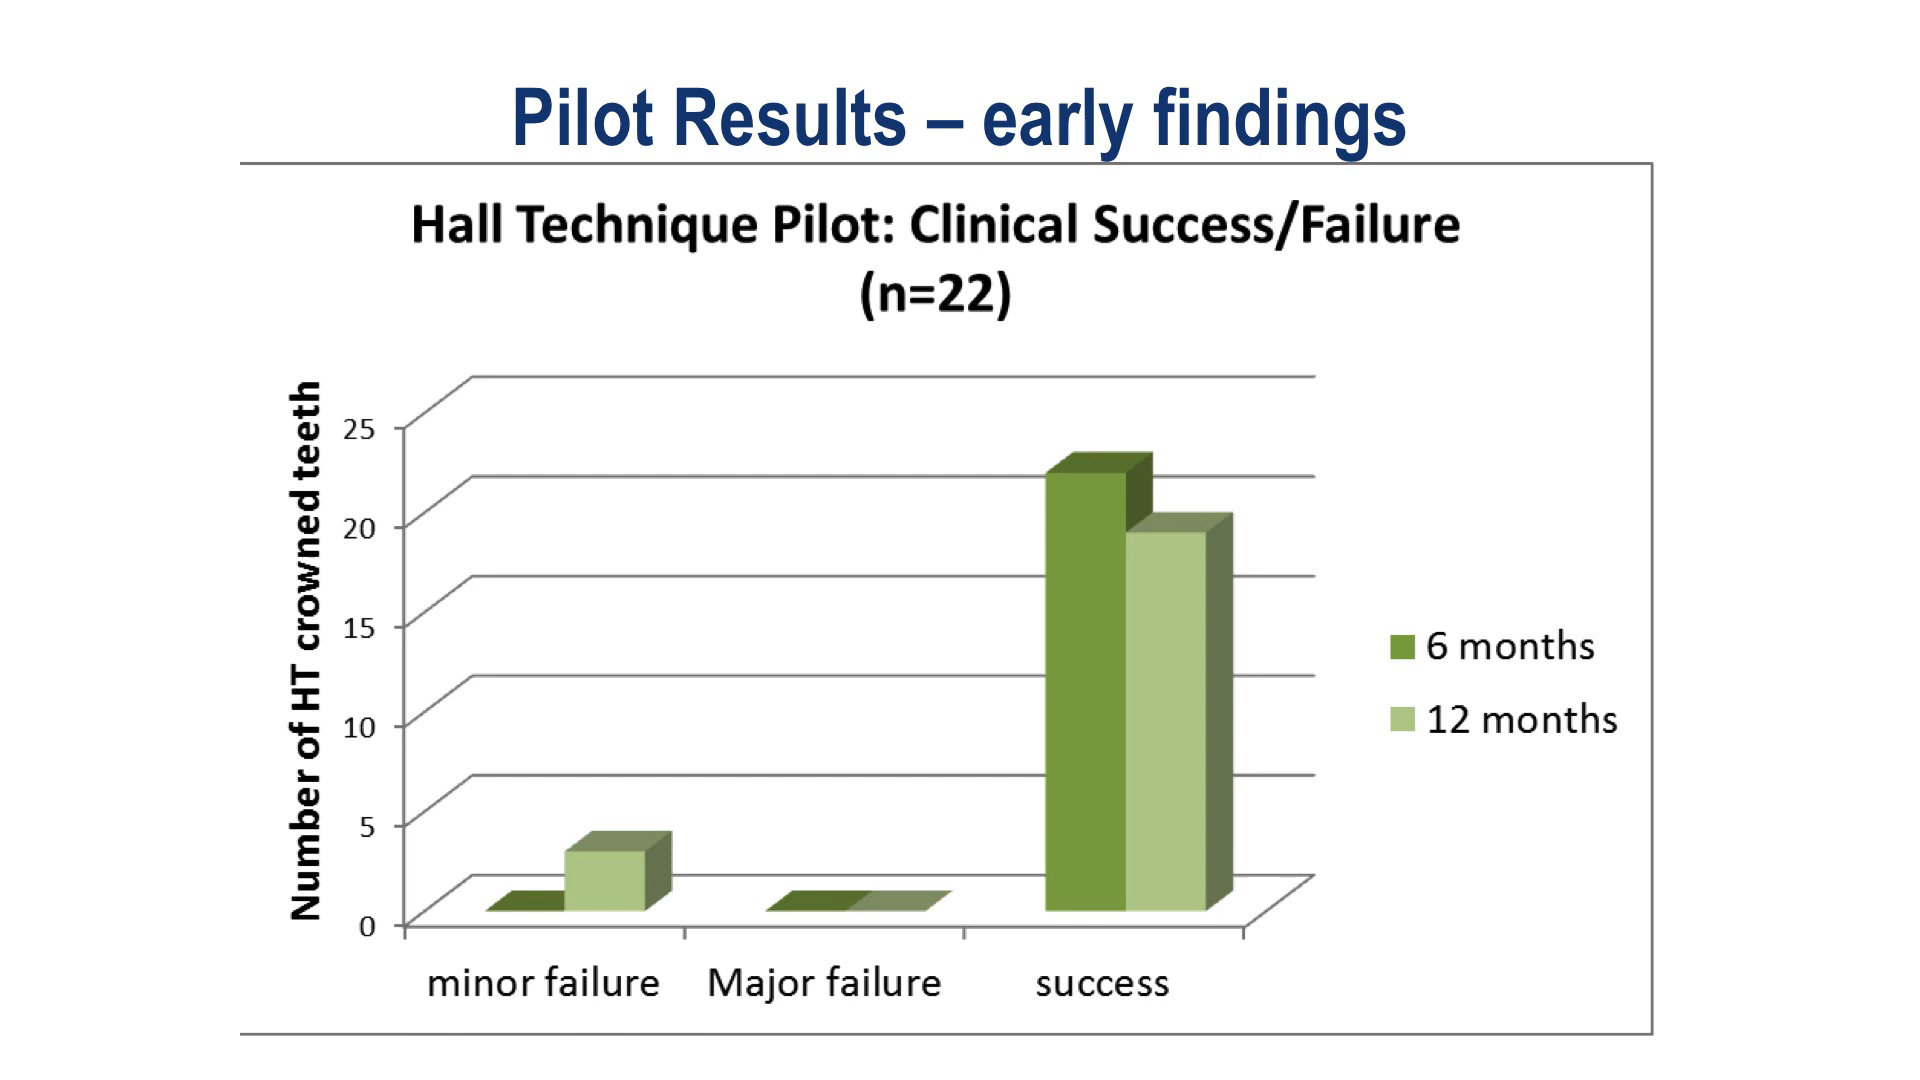 Pilot Results – early findings
Hall Technique Pilot: Clinical Success/Failure
(n=22)
Number of HT crowned teeth
25
20
15
10
5
0
minor failure
Major failure
success
6 months
12 months